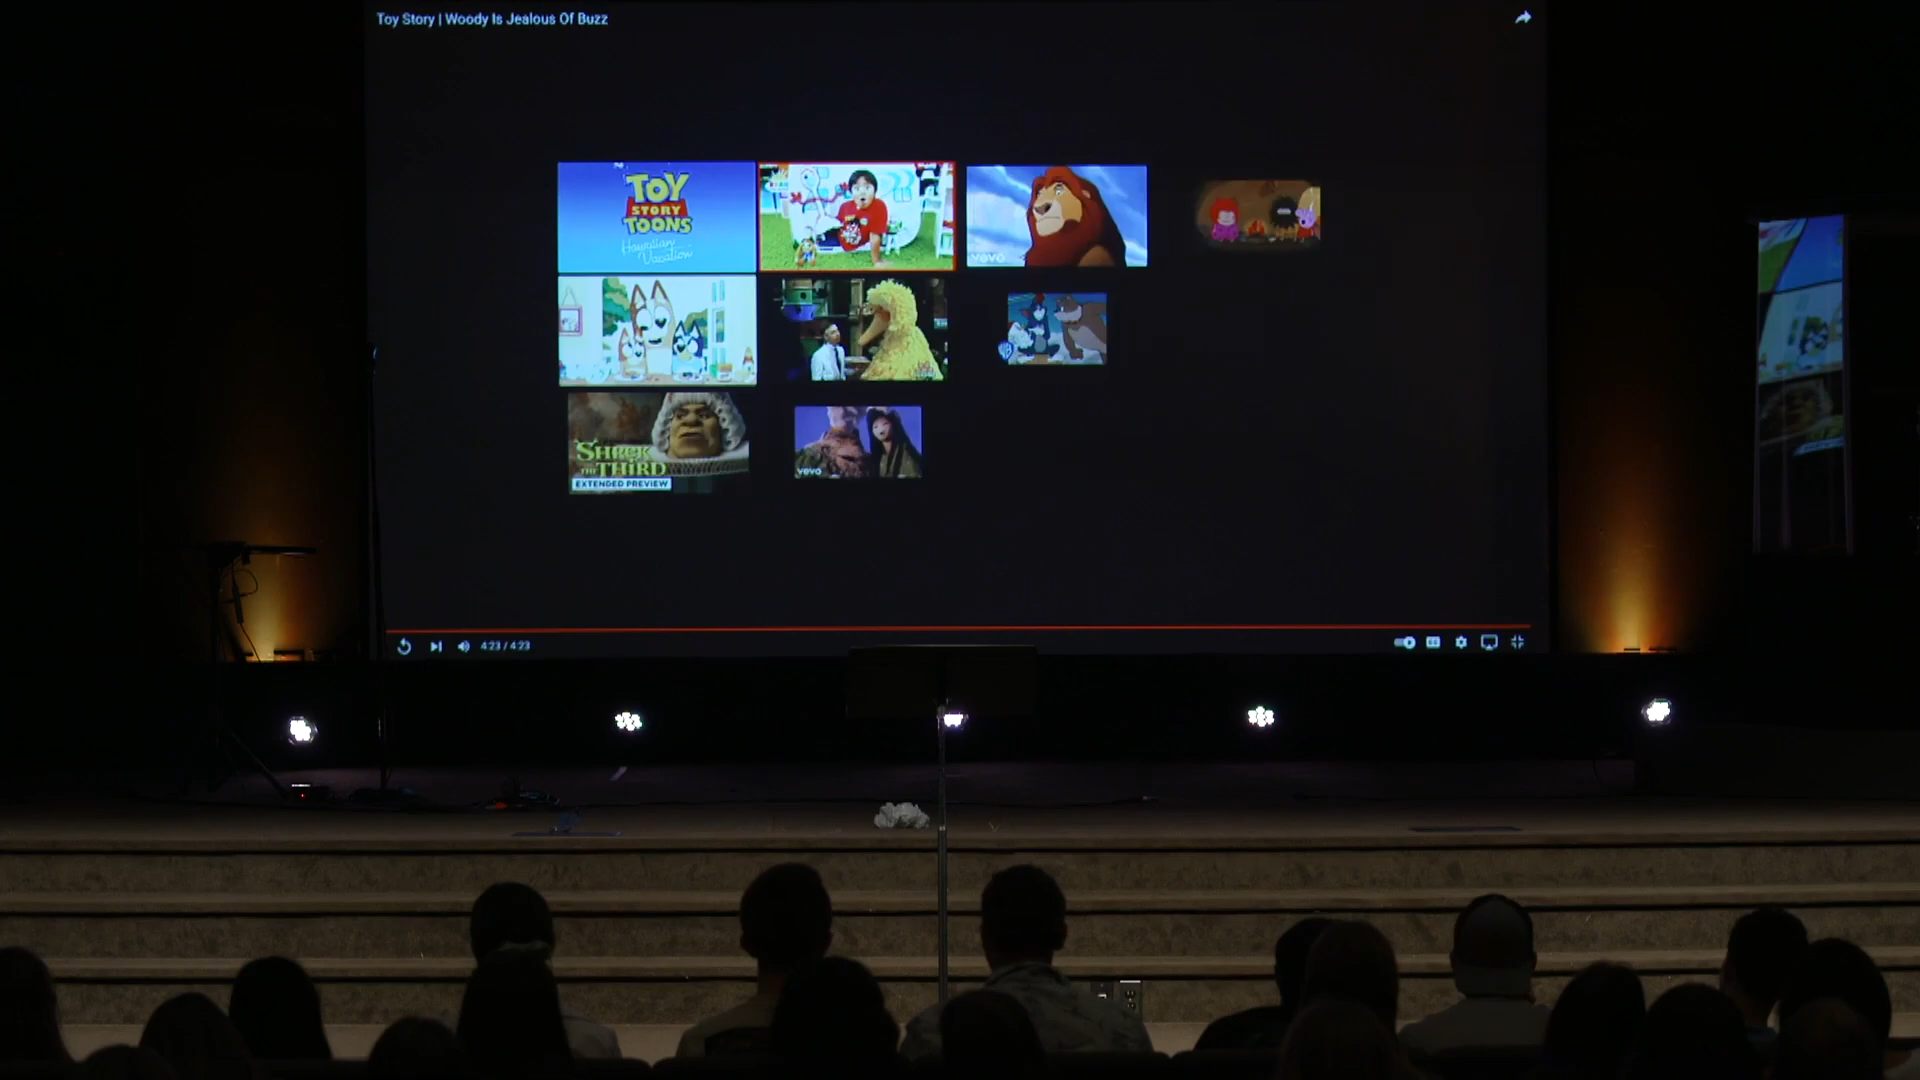 Toy Story | Woody Is Jealous Of Buzz
TOY
STORY
TOONS
Hawaiian
Vacation
vevo
SHREK
THE THIRD
EXTENDED PREVIEW
vevo
4:23 / 4:23